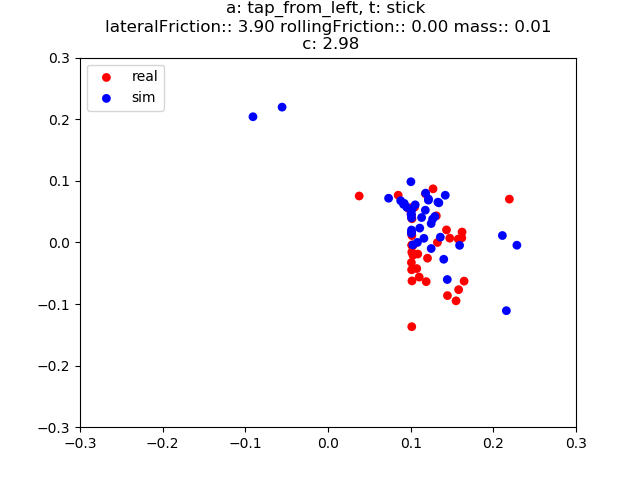 a: tap_from_left, t: stick
lateralFriction:: 3.90 rollingFriction:: 0.00 mass:: 0.01
c: 2.98
real
sim
0.3
0.2
0.1
0.0
−0.1
−0.2
−0.3
−0.3 −0.2 −0.1 0.0 0.1 0.2 0.3